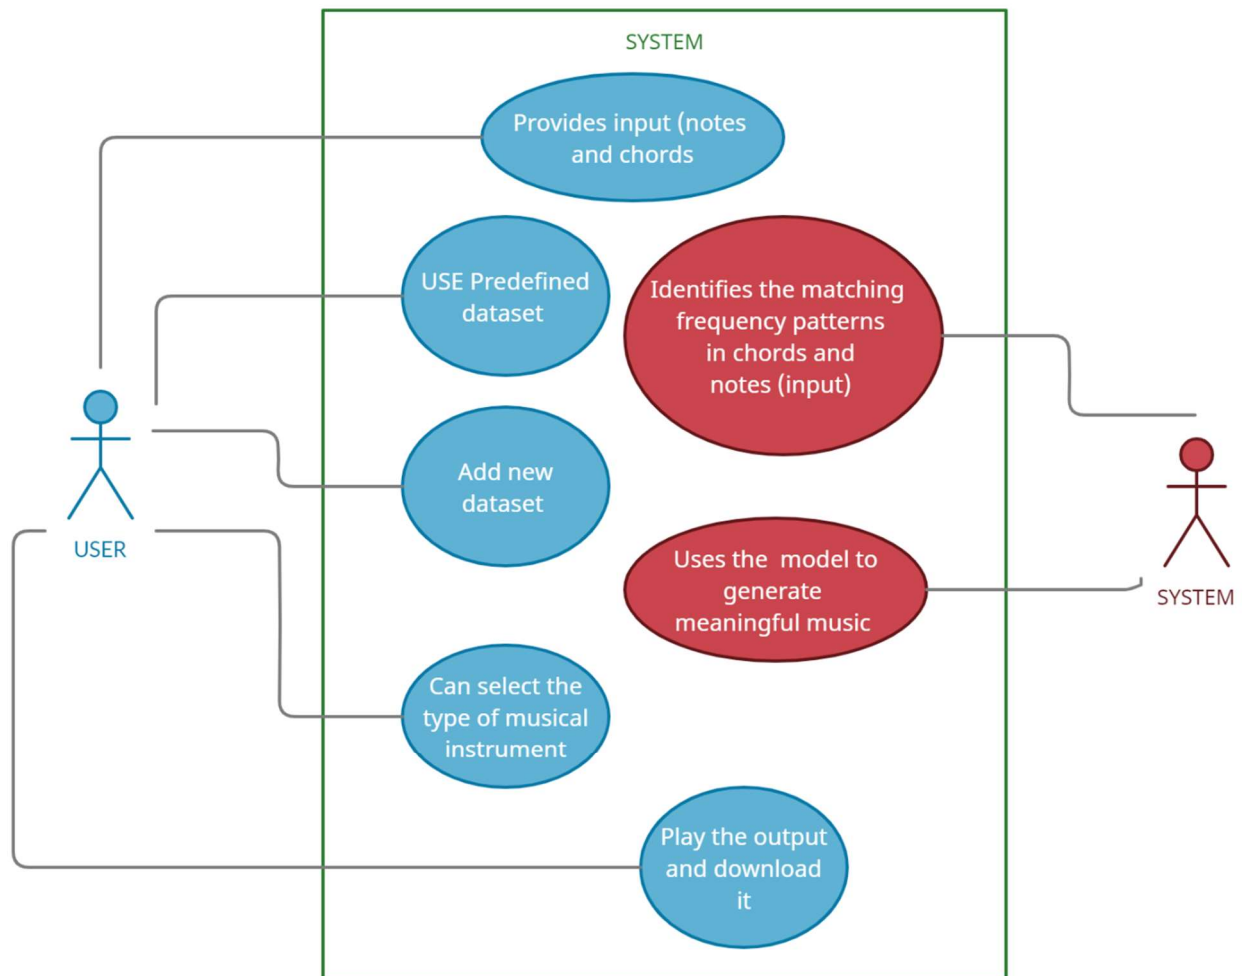 SYSTEM
Provides input (notes
and chords
USE Predefined
dataset
Identifies the matching
frequency patterns
in chords and
notes (input)
Add new
dataset
USER
Uses the model to
generate
meaningful music
SYSTEM
Can select the
type of musical
instrument
Play the output
and download
it